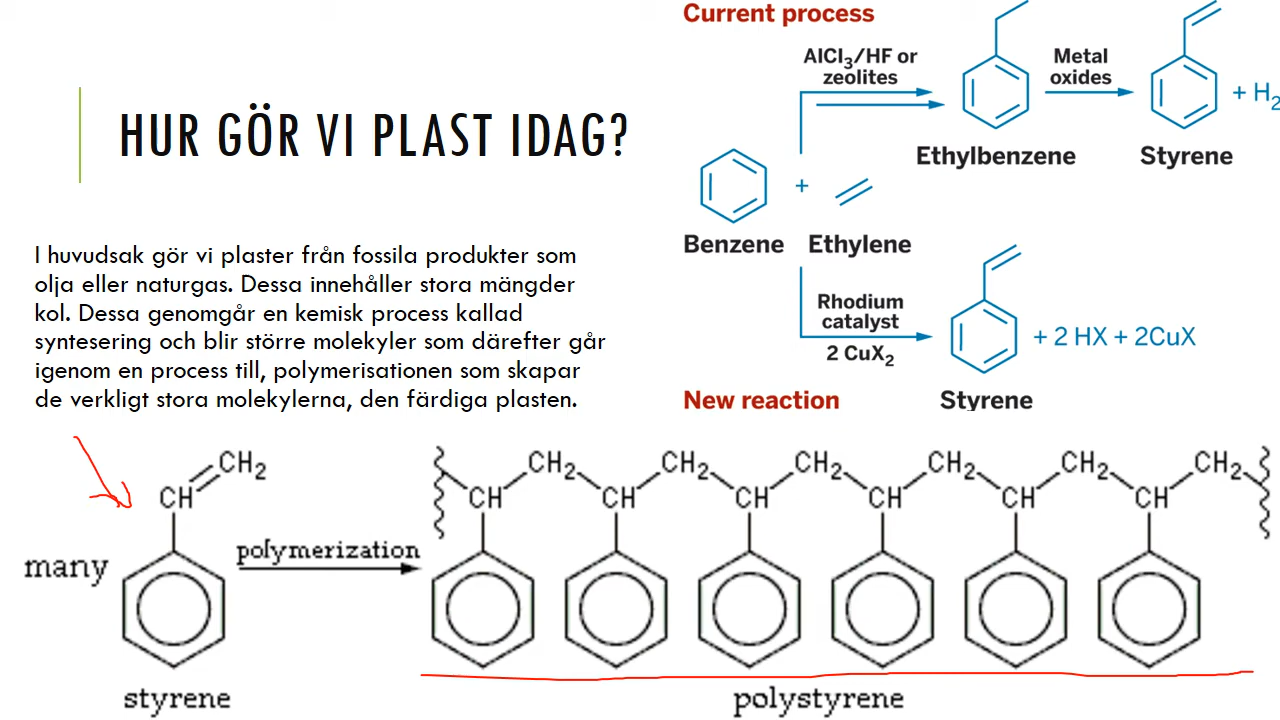 HUR GÖR VI PLAST IDAG?
I huvudsak gör vi plaster från fossila produkter som
olja eller naturgas. Dessa innehåller stora mängder
kol. Dessa genomgår en kemisk process kallad
syntesering och blir större molekyler som därefter går
igenom en process till, polymerisationen som skapar
de verkligt stora molekylerna, den färdiga plasten.
Current process
AlCl₃/HF or
zeolites
Metal
oxides
+ H₂
Ethylbenzene
Styrene
+
Benzene
Ethylene
Rhodium
catalyst
2 CuX₂
+ 2 HX + 2CuX
New reaction
Styrene
CH₂
CH
many
styrene
polymerization
CH₂ CH₂ CH₂ CH₂ CH₂ CH₂
CH CH CH CH CH CH
polystyrene